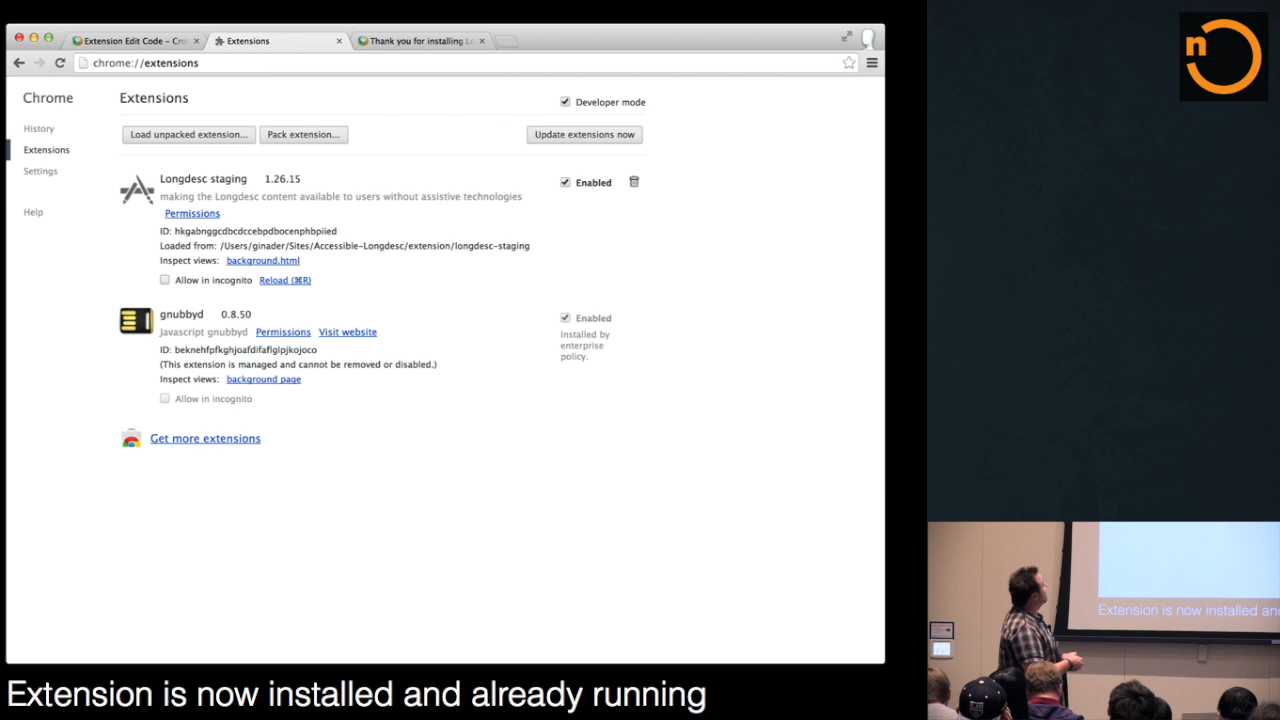 Extension Edit Code – Cros
Extensions
Thank you for installing Lo
chrome://extensions
Chrome
History
Extensions
Settings
Help
Extensions
Developer mode
Load unpacked extension...
Pack extension...
Update extensions now
Longdesc staging 1.26.15
Enabled
making the Longdesc content available to users without assistive technologies
Permissions
ID: hkgabnggcdbcdccebpdbocenphbpiied
Loaded from: /Users/ginader/Sites/Accessible-Longdesc/extension/longdesc-staging
Inspect views: background.html
Allow in incognito Reload (⌘R)
gnubbyd 0.8.50
Enabled
Javascript gnubbyd Permissions Visit website
Installed by
enterprise
policy.
ID: beknehfpfkghjoafdifaflglpjkojoco
(This extension is managed and cannot be removed or disabled.)
Inspect views: background page
Allow in incognito
Get more extensions
Extension is now installed and already running
n
Extension is now installed and